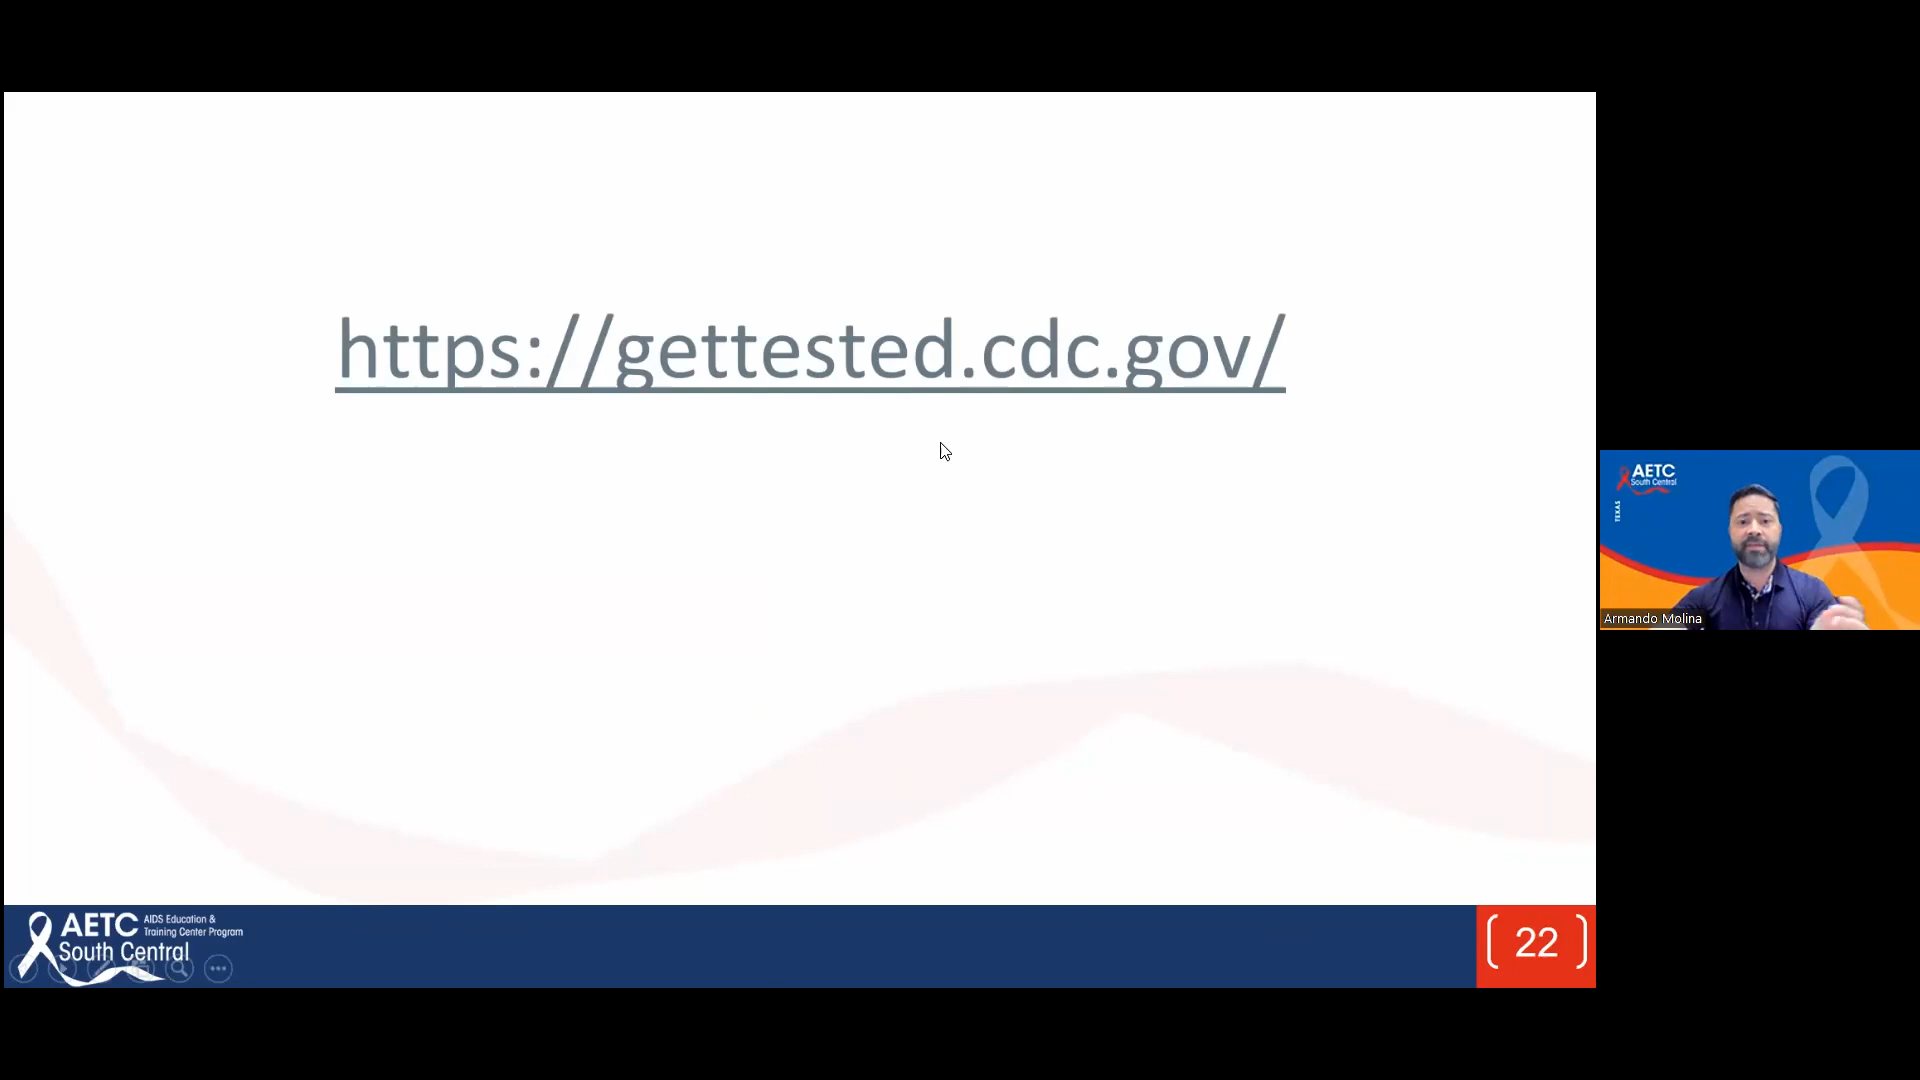 https://gettested.cdc.gov/
AETC
South Central
TEXAS
Armando Molina
AETC AIDS Education &
Training Center Program
South Central
22